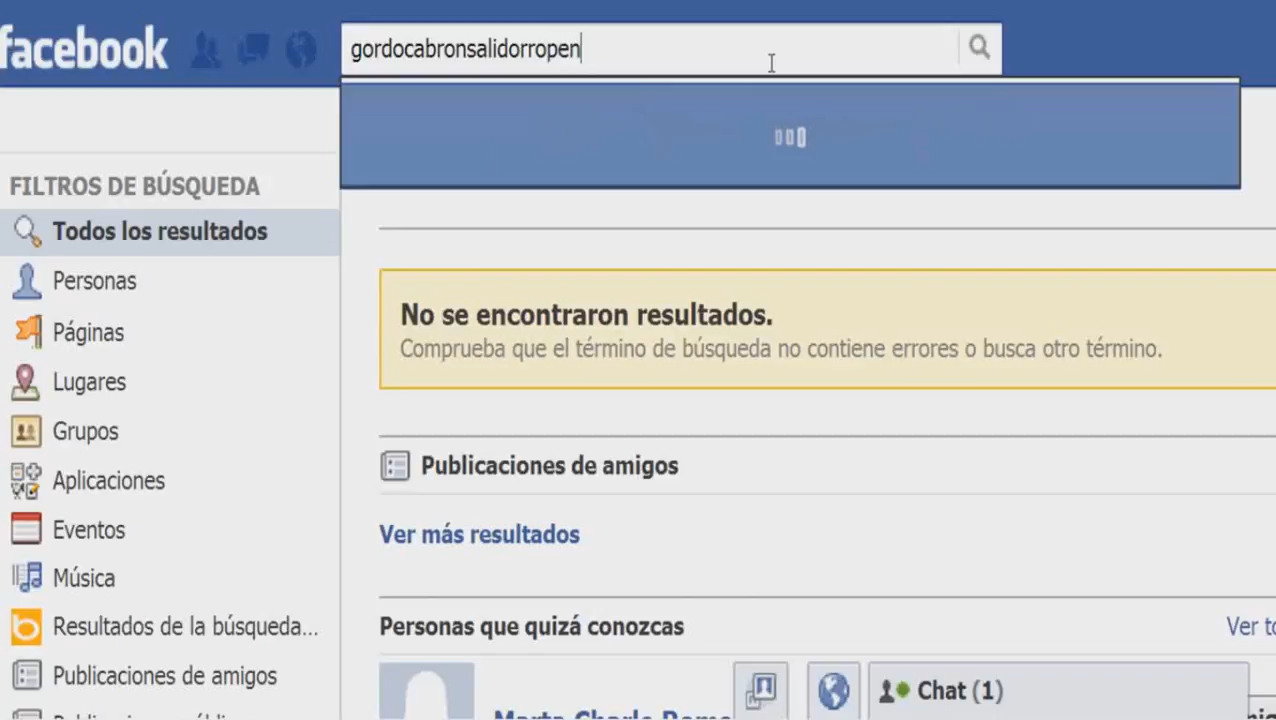 facebook
gordocabronsalidorropen
FILTROS DE BÚSQUEDA
Todos los resultados
Personas
Páginas
Lugares
Grupos
Aplicaciones
Eventos
Música
Resultados de la búsqueda...
Publicaciones de amigos
No se encontraron resultados.
Comprueba que el término de búsqueda no contiene errores o busca otro término.
Publicaciones de amigos
Ver más resultados
Personas que quizá conozcas
Ver
Chat (1)